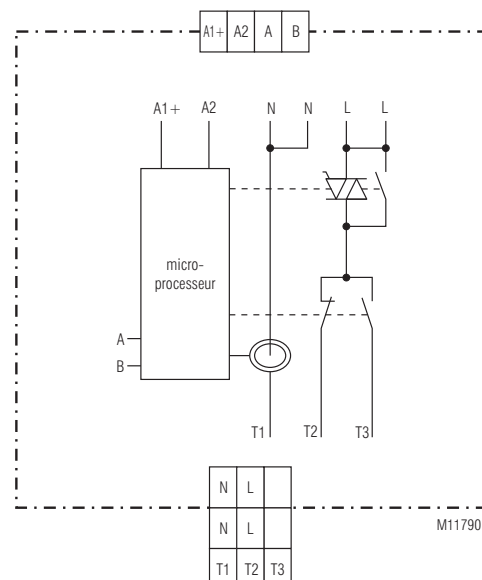 A1+ A2 A B
A1+ A2 N N L L
micro-
processeur
A
B
T1 T2 T3
N L
N L
M11790
T1 T2 T3